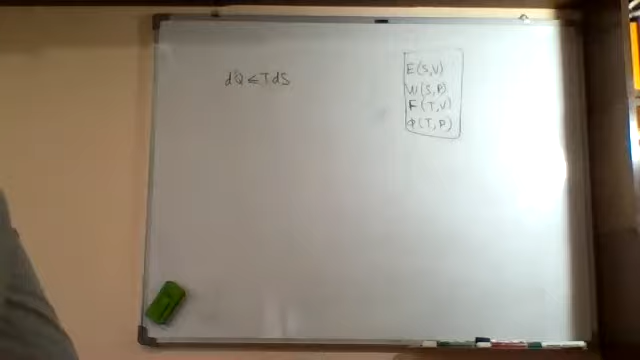 dQ ≤ TdS
E(S,V)
W(S,P)
F(T,V)
Φ(T,P)